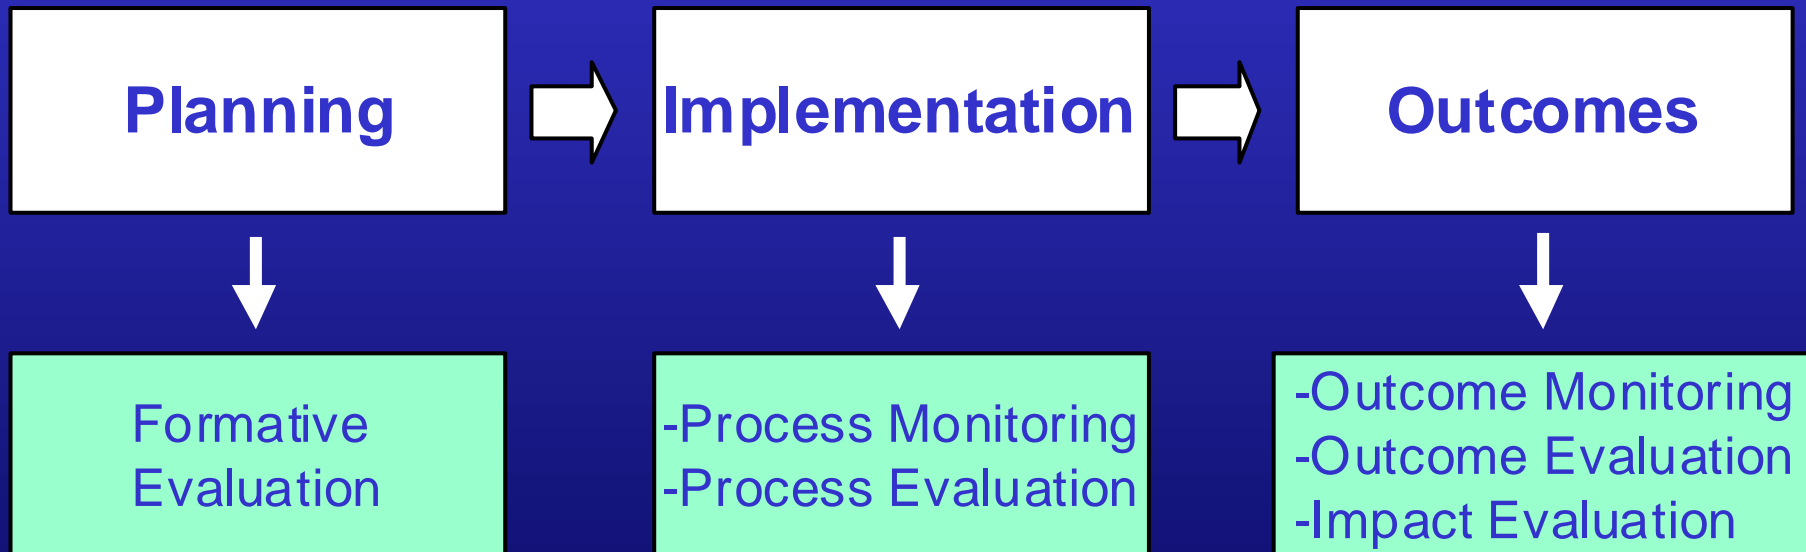 Planning
Implementation
Outcomes
Formative
Evaluation
-Process Monitoring
-Process Evaluation
-Outcome Monitoring
-Outcome Evaluation
-Impact Evaluation